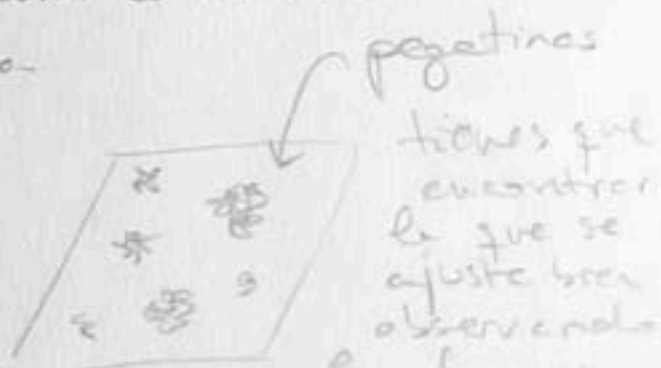 pegatinas
tienes que
encontrar
la que se
ajuste bien
observando